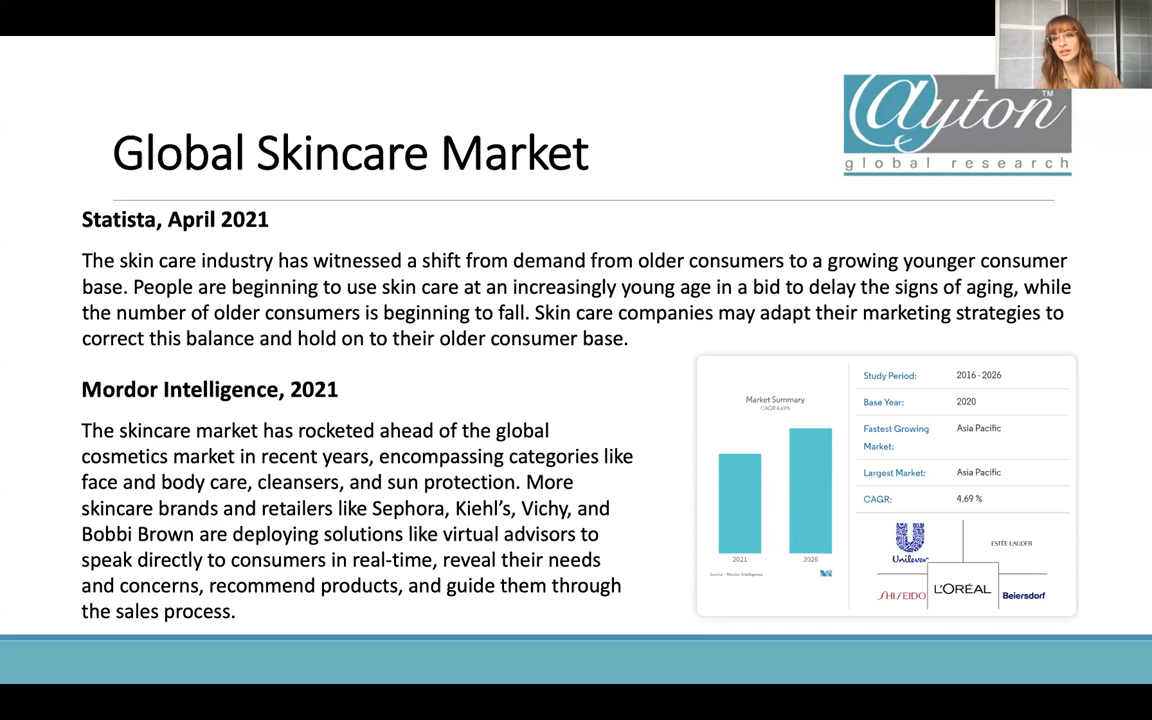 @yton™
global research
Global Skincare Market
Statista, April 2021
The skin care industry has witnessed a shift from demand from older consumers to a growing younger consumer
base. People are beginning to use skin care at an increasingly young age in a bid to delay the signs of aging, while
the number of older consumers is beginning to fall. Skin care companies may adapt their marketing strategies to
correct this balance and hold on to their older consumer base.
Mordor Intelligence, 2021
The skincare market has rocketed ahead of the global
cosmetics market in recent years, encompassing categories like
face and body care, cleansers, and sun protection. More
skincare brands and retailers like Sephora, Kiehl’s, Vichy, and
Bobbi Brown are deploying solutions like virtual advisors to
speak directly to consumers in real-time, reveal their needs
and concerns, recommend products, and guide them through
the sales process.
Market Summary
CAGR 4.69%
2021 2026
Source : Mordor Intelligence
Study Period: 2016 - 2026
Base Year: 2020
Fastest Growing Asia Pacific
Market:
Largest Market: Asia Pacific
CAGR: 4.69 %
Unilever
ESTÉE LAUDER
SHISEIDO
L'ORÉAL
Beiersdorf